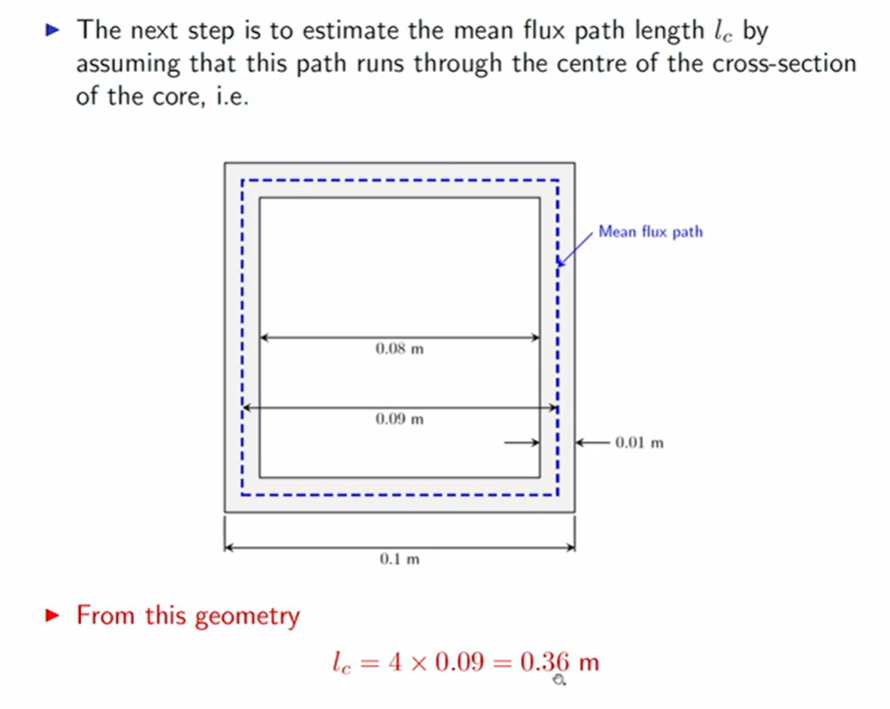 ► The next step is to estimate the mean flux path length l_c by
assuming that this path runs through the centre of the cross-section
of the core, i.e.
Mean flux path
0.08 m
0.09 m
0.01 m
0.1 m
► From this geometry
l_c = 4 × 0.09 = 0.36 m